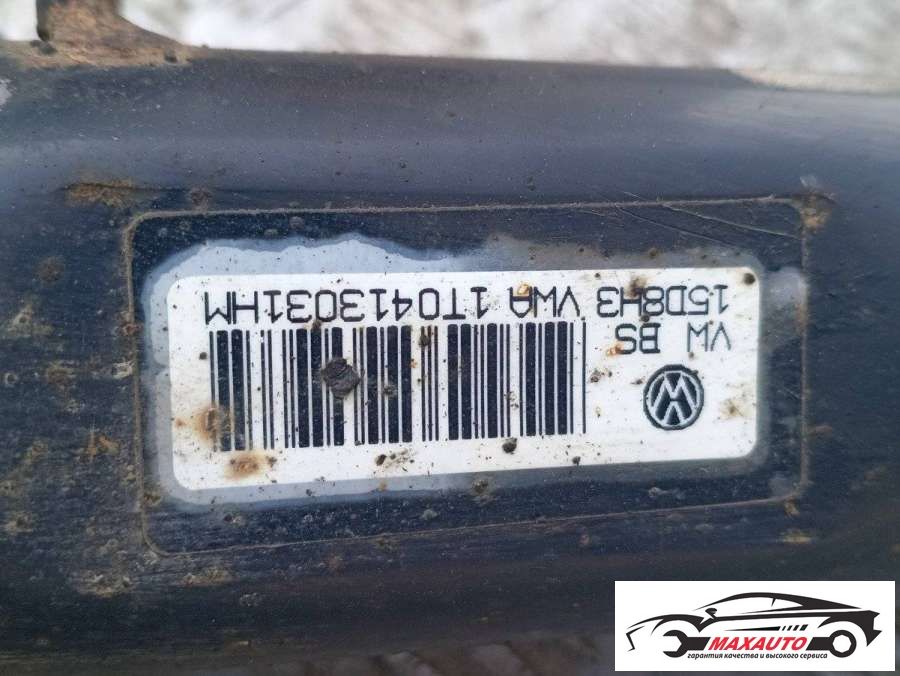 VW BS
15D8H3 VWA 1T0413031HM
MAXAUTO
гарантия качества и высокого сервиса